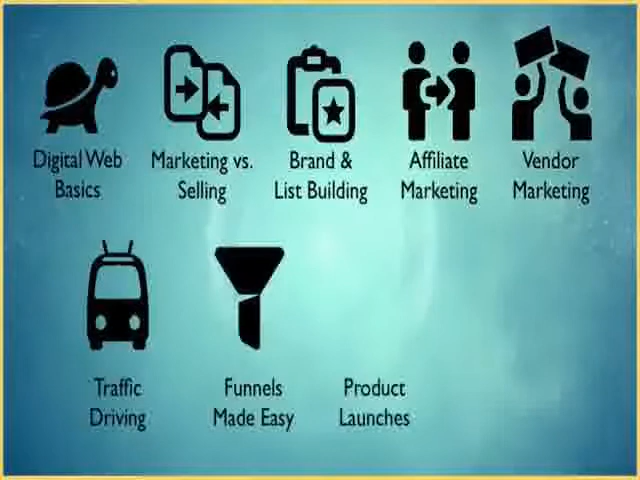 Digital Web
Basics
Marketing vs.
Selling
Brand &
List Building
Affiliate
Marketing
Vendor
Marketing
Traffic
Driving
Funnels
Made Easy
Product
Launches